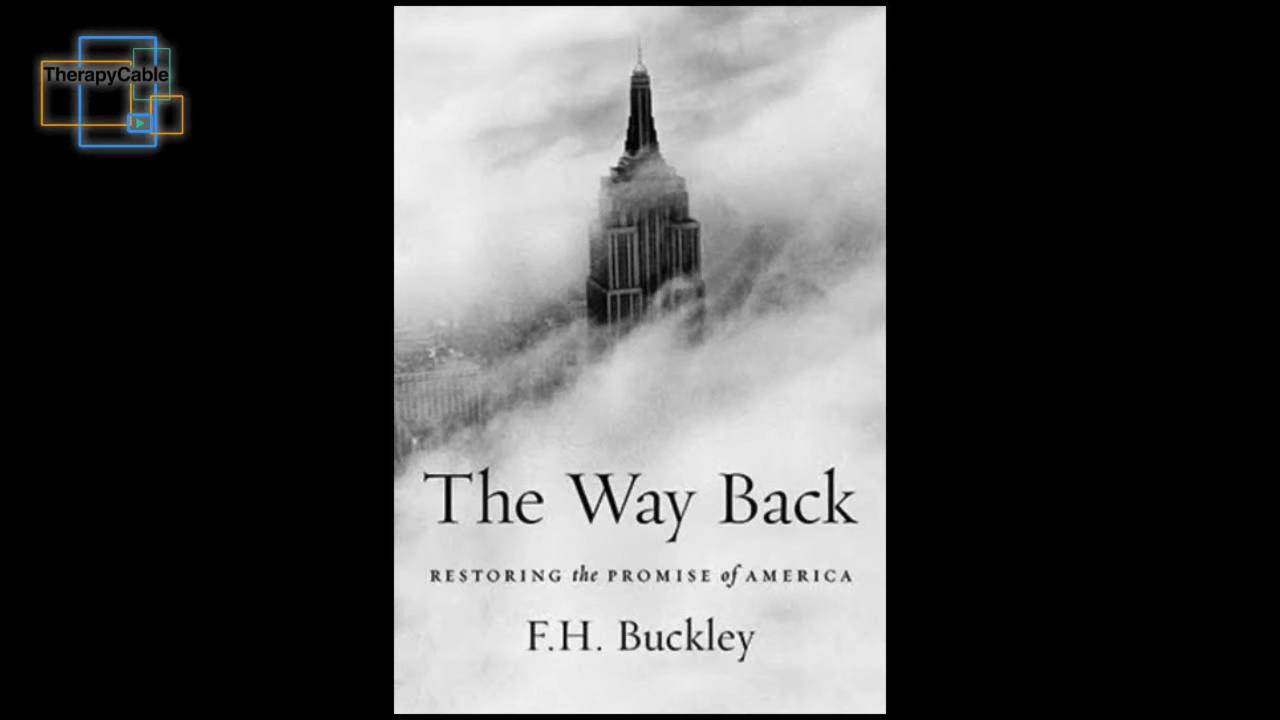 TherapyCable
The Way Back
RESTORING the PROMISE of AMERICA
F.H. Buckley